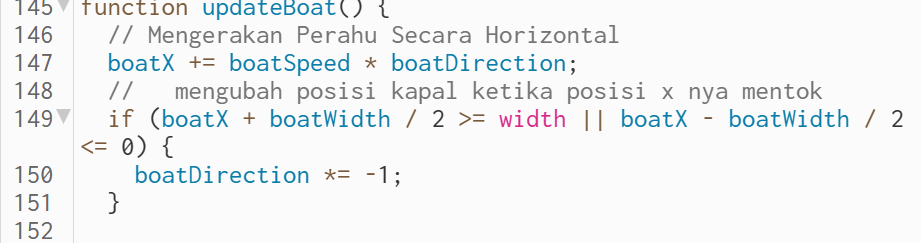 145 function updateBoat() {
146 // Mengerakan Perahu Secara Horizontal
147 boatX += boatSpeed * boatDirection;
148 //   mengubah posisi kapal ketika posisi x nya mentok
149 if (boatX + boatWidth / 2 >= width || boatX - boatWidth / 2
<= 0) {
150 boatDirection *= -1;
151 }
152